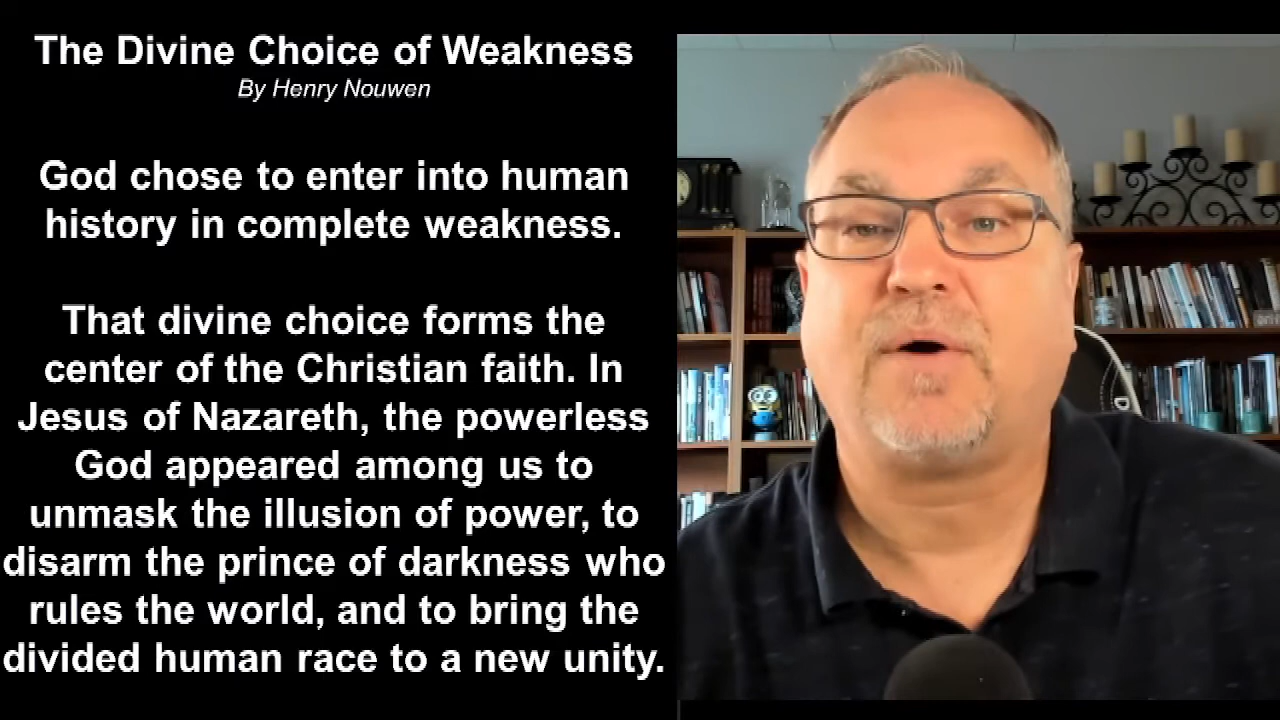 The Divine Choice of Weakness
By Henry Nouwen
God chose to enter into human
history in complete weakness.
That divine choice forms the
center of the Christian faith. In
Jesus of Nazareth, the powerless
God appeared among us to
unmask the illusion of power, to
disarm the prince of darkness who
rules the world, and to bring the
divided human race to a new unity.